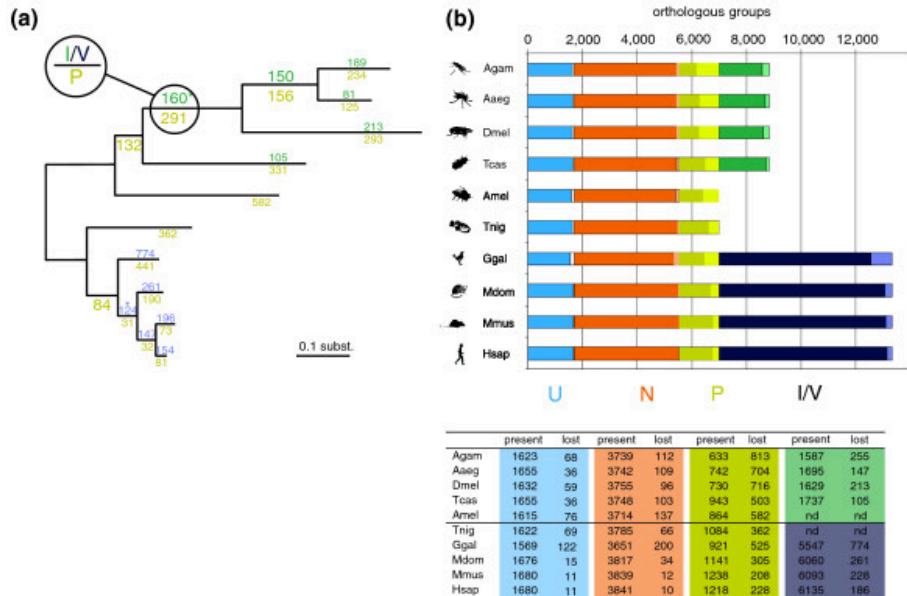 (a)
I/V
P
160*
291
150
156
189
234
81
125
213
293
132
105
331
582
362
774
441
84
261
190
124
*
31
196
73
147
32
154
81
0.1 subst.
(b)
orthologous groups
0 2,000 4,000 6,000 8,000 10,000 12,000
Agam
Aaeg
Dmel
Tcas
Amel
Tnig
Ggal
Mdom
Mmus
Hsap
U N P I/V
present lost present lost present lost present lost
Agam 1623 68 3739 112 633 813 1587 255
Aaeg 1655 36 3742 109 742 704 1695 147
Dmel 1632 59 3755 96 730 716 1629 213
Tcas 1655 36 3748 103 943 503 1737 105
Amel 1615 76 3714 137 864 582 nd nd
Tnig 1622 69 3785 66 1084 362 nd nd
Ggal 1569 122 3651 200 921 525 5547 774
Mdom 1676 15 3817 34 1141 305 6060 261
Mmus 1680 11 3839 12 1238 208 6093 228
Hsap 1680 11 3841 10 1218 228 6135 186